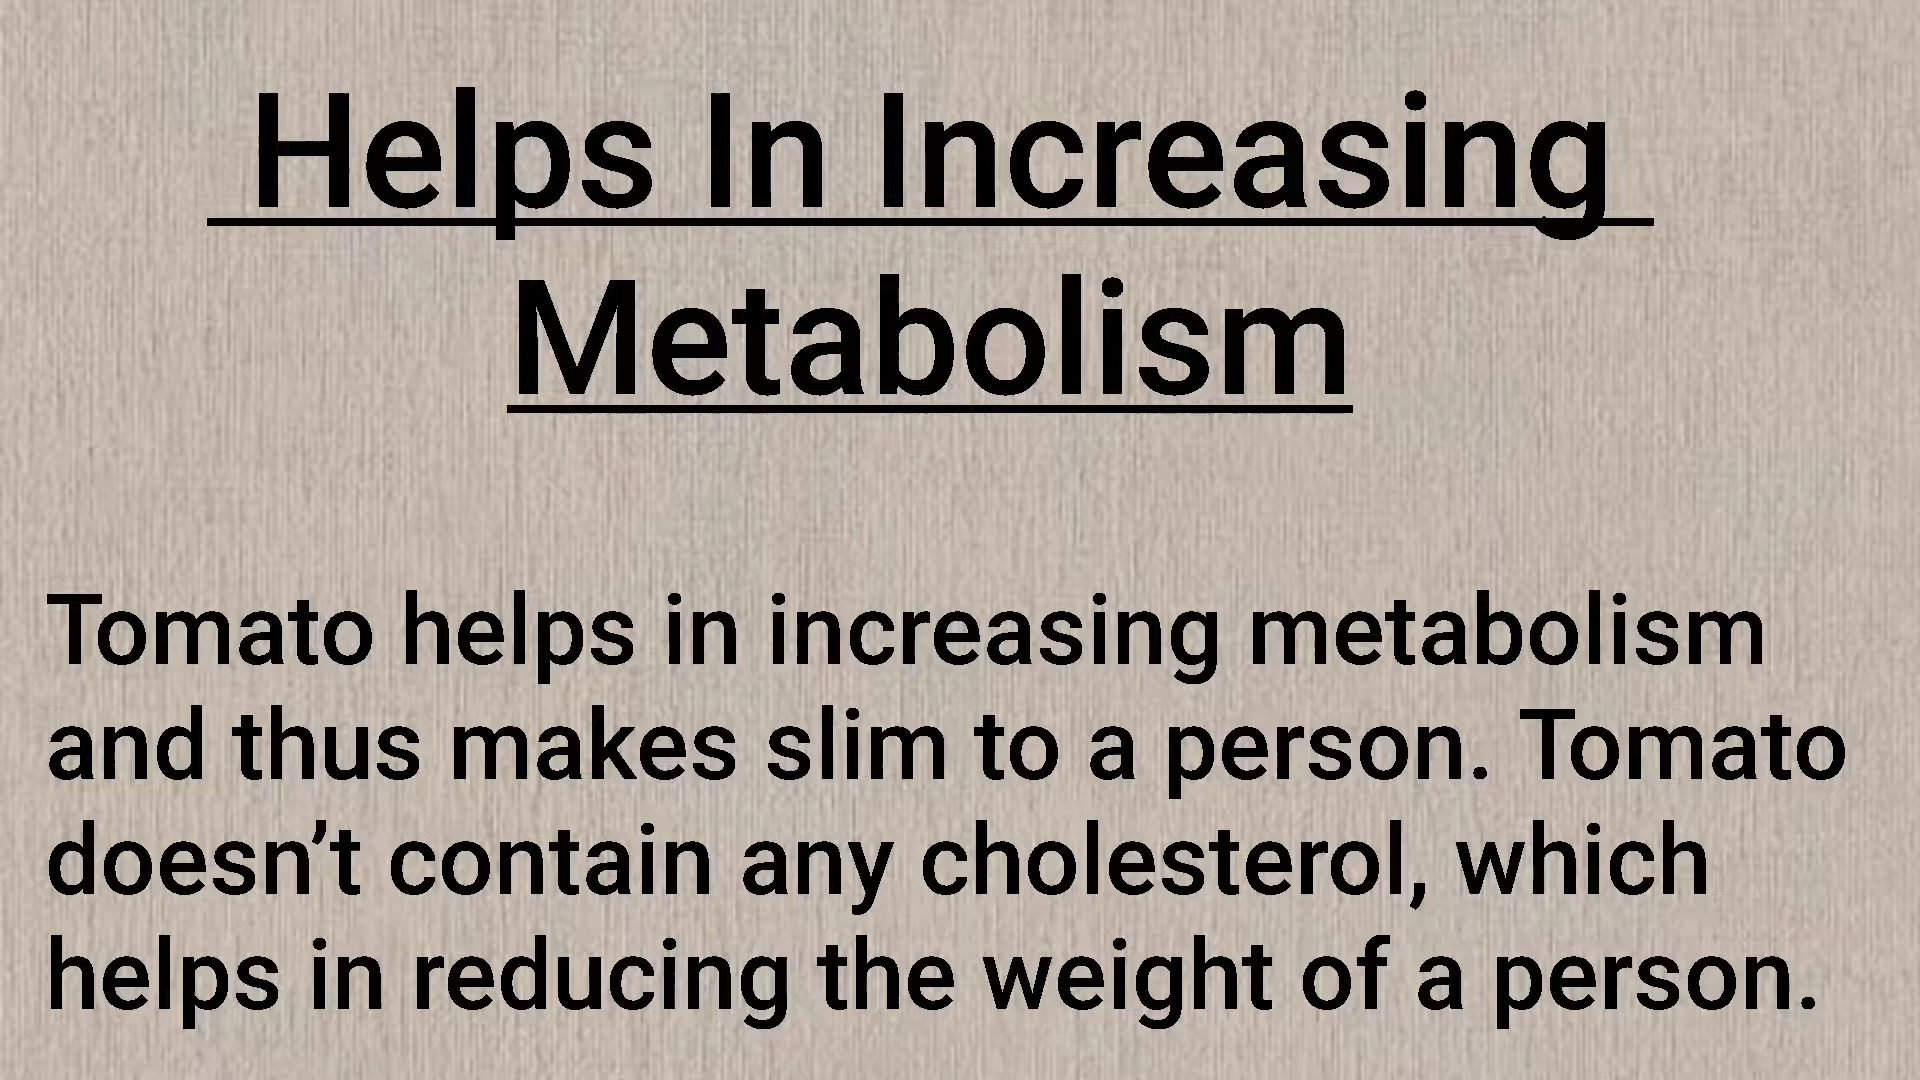 Helps In Increasing
Metabolism
Tomato helps in increasing metabolism
and thus makes slim to a person. Tomato
doesn’t contain any cholesterol, which
helps in reducing the weight of a person.